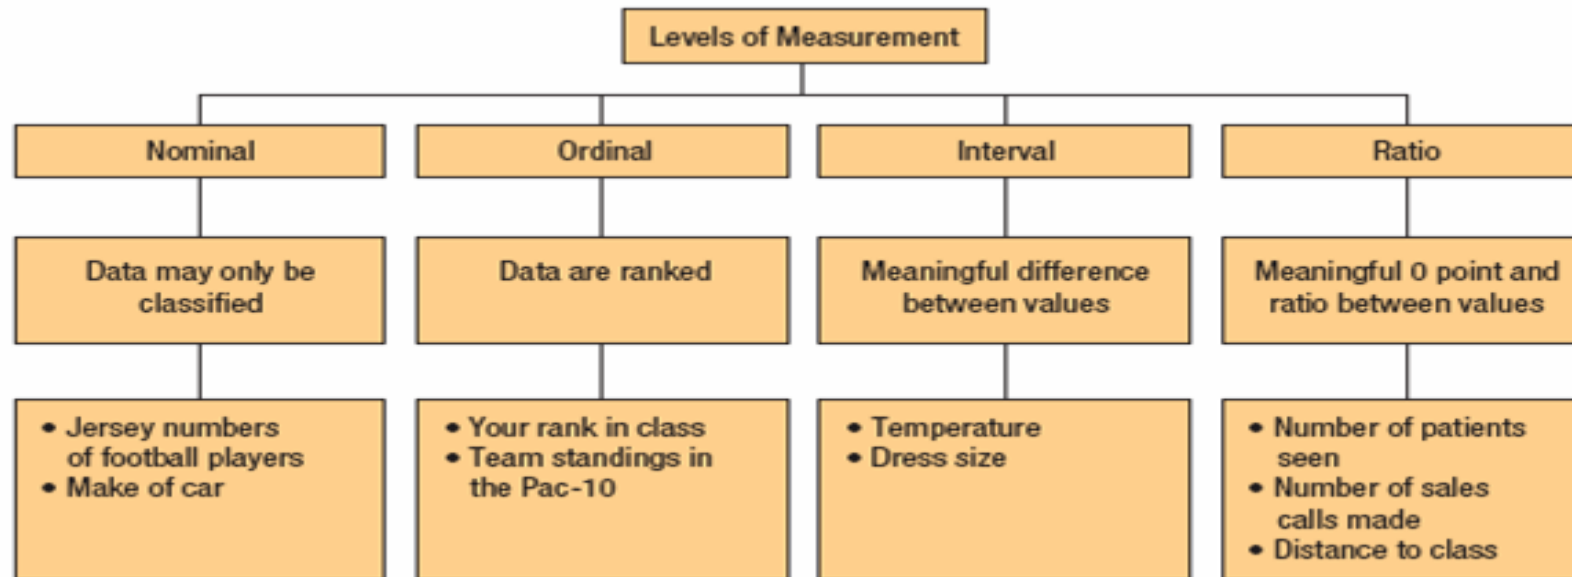 Levels of Measurement
Nominal
Ordinal
Interval
Ratio
Data may only be
classified
Data are ranked
Meaningful difference
between values
Meaningful 0 point and
ratio between values
• Jersey numbers
of football players
• Make of car
• Your rank in class
• Team standings in
the Pac-10
• Temperature
• Dress size
• Number of patients
seen
• Number of sales
calls made
• Distance to class